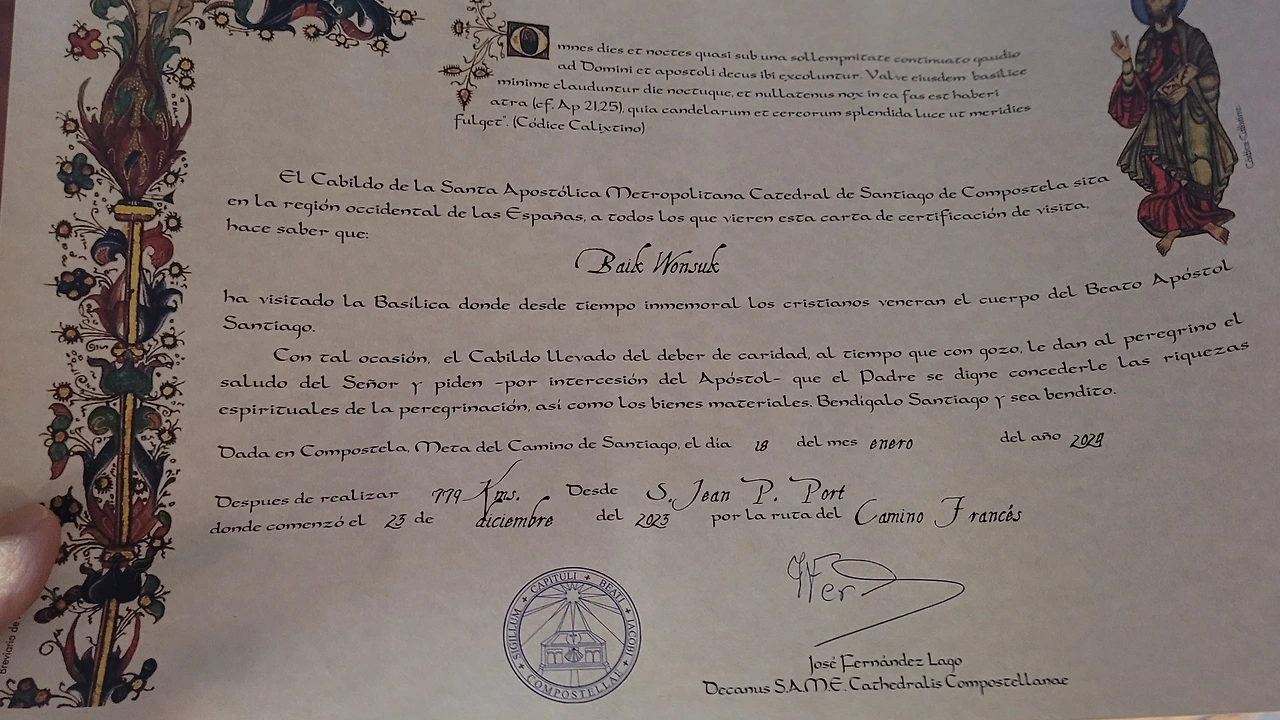 Omnes dies et noctes quasi sub una sollempnitate continuato gaudio
ad Domini et apostoli decus ibi excoluntur. Valve eiusdem basilice
minime clauduntur die noctuque, et nullatenus nox in ea fas est haberi
atra (cf. Ap 21,25), quia candelarum et cereorum splendida luce ut meridies
fulget". (Códice Calixtino)
Códice Calixtino
El Cabildo de la Santa Apostólica Metropolitana Catedral de Santiago de Compostela sita
en la región occidental de las Españas, a todos los que vieren esta carta de certificación de visita,
hace saber que:
Baik Wonsuk
ha visitado la Basílica donde desde tiempo inmemorial los cristianos veneran el cuerpo del Beato Apóstol
Santiago.
Con tal ocasión, el Cabildo llevado del deber de caridad, al tiempo que con gozo, le dan al peregrino el
saludo del Señor y piden -por intercesión del Apóstol- que el Padre se digne concederle las riquezas
espirituales de la peregrinación, así como los bienes materiales. Bendígalo Santiago y sea bendito.
Dada en Compostela, Meta del Camino de Santiago, el día 18 del mes enero del año 2024
Despues de realizar 779 Kms. Desde S. Jean P. Port
donde comenzó el 23 de diciembre del 2023 por la ruta del Camino Francés
SIGILLUM CAPITULI BEATI JACOBI COMPOSTELLAE
José Fernández Lago
Decanus S.A.M.E. Cathedralis Compostellanae
Breviario de